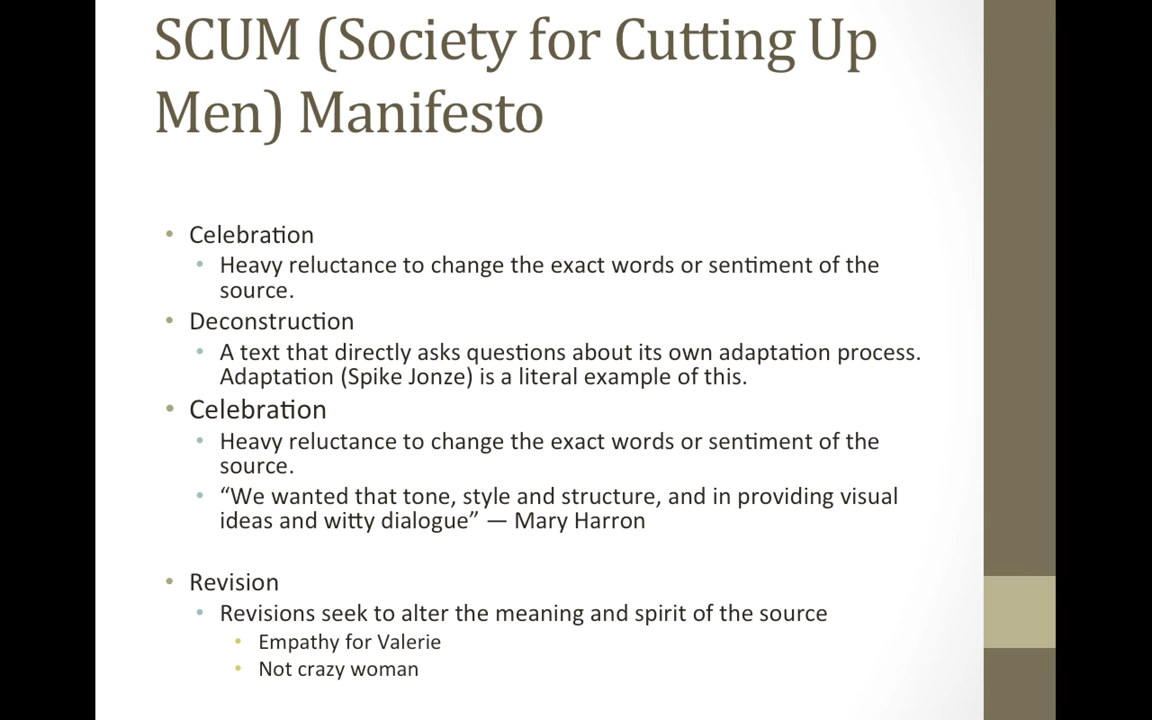 SCUM (Society for Cutting Up
Men) Manifesto
• Celebration
• Heavy reluctance to change the exact words or sentiment of the
source.
• Deconstruction
• A text that directly asks questions about its own adaptation process.
Adaptation (Spike Jonze) is a literal example of this.
• Celebration
• Heavy reluctance to change the exact words or sentiment of the
source.
• “We wanted that tone, style and structure, and in providing visual
ideas and witty dialogue” — Mary Harron
• Revision
• Revisions seek to alter the meaning and spirit of the source
• Empathy for Valerie
• Not crazy woman